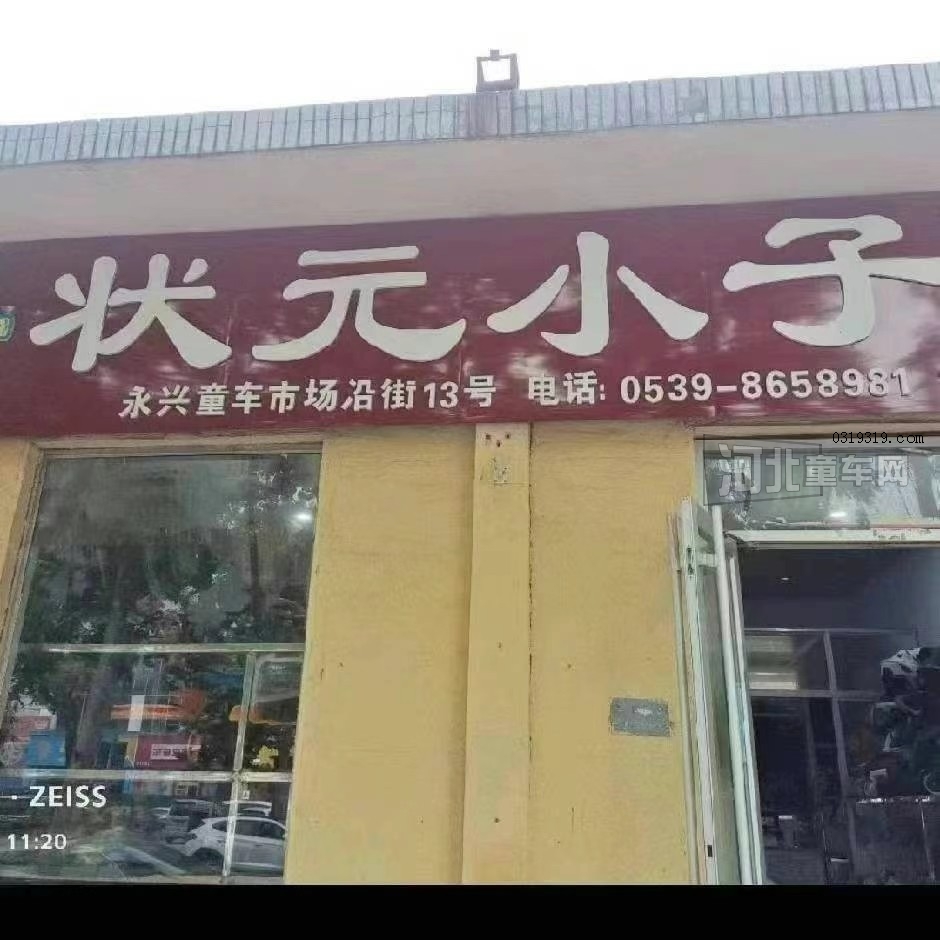 状元小子
永兴童车市场沿街13号 电话: 0539-8658981
0319319.com
河北童车网
· ZEISS
11:20